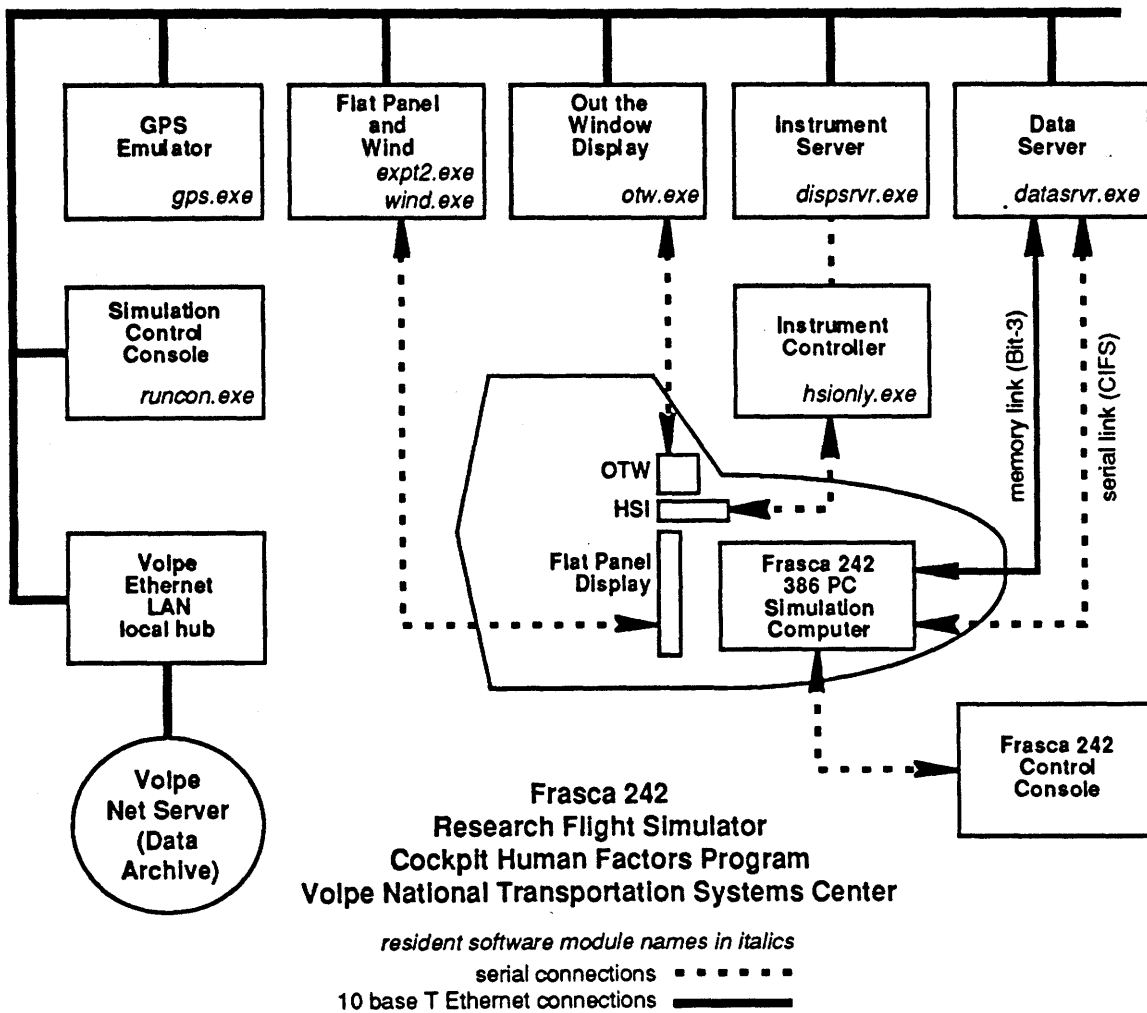 GPS
Emulator
gps.exe
Flat Panel
and
Wind
expt2.exe
wind.exe
Out the
Window
Display
otw.exe
Instrument
Server
dispsrvr.exe
Data
Server
datasrvr.exe
Simulation
Control
Console
runcon.exe
Instrument
Controller
hsionly.exe
memory link (Bit-3)
serial link (CIFS)
OTW
HSI
Flat Panel
Display
Frasca 242
386 PC
Simulation
Computer
Volpe
Ethernet
LAN
local hub
Volpe
Net Server
(Data
Archive)
Frasca 242
Control
Console
Frasca 242
Research Flight Simulator
Cockpit Human Factors Program
Volpe National Transportation Systems Center
resident software module names in italics
serial connections
10 base T Ethernet connections